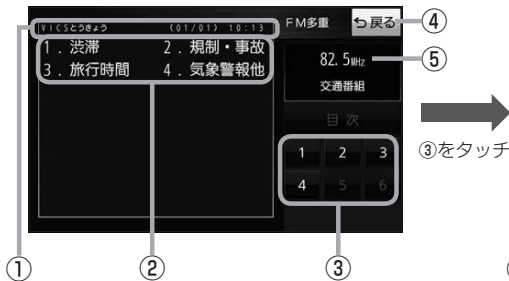 VICSとうきょう (01/01) 10:13 FM多重 戻る ④
1. 渋滞 2. 規制・事故
3. 旅行時間 4. 気象警報他
82.5MHz ⑤
交通番組
目次
1 2 3
4 5 6
③をタッチ
① ② ③